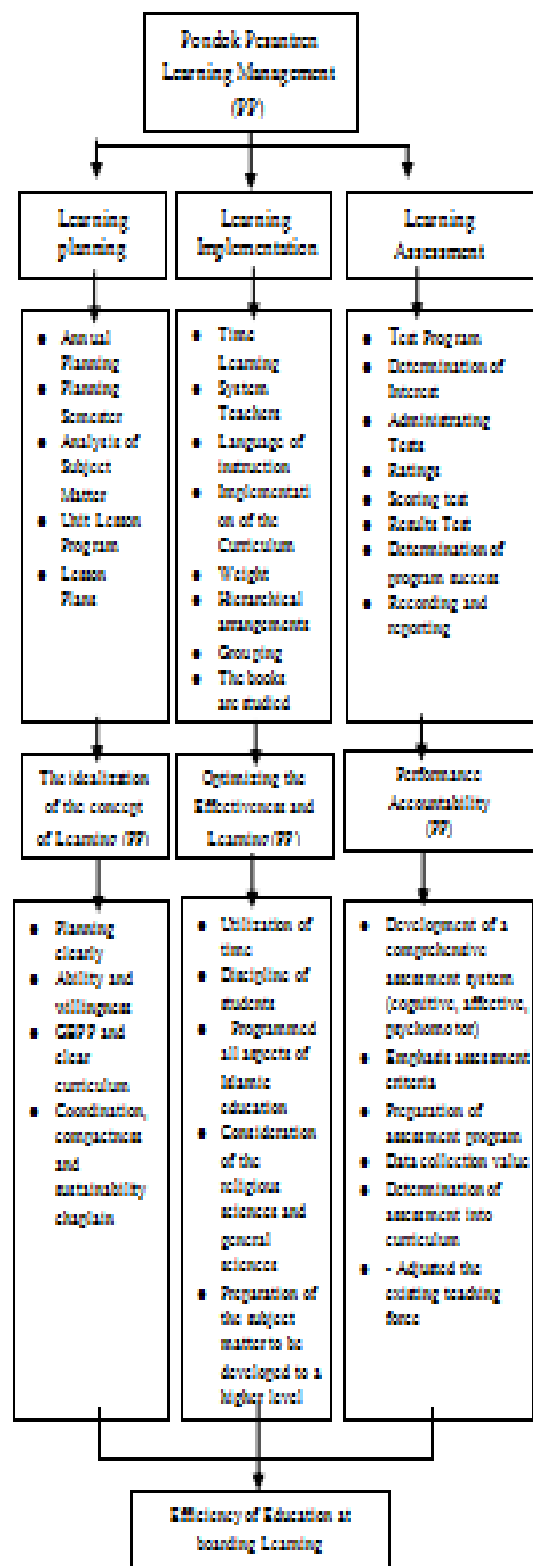 Pondok Pesantren
Learning Management
(PP)
Learning
planning
Learning
Implementation
Learning
Assessment
● Annual
Planning
● Planning
Semester
● Analysis of
Subject
Matter
● Unit Lesson
Program
● Lesson
Plans
● Time
Learning
● System
Teachers
● Language of
instruction
● Implementati
on of the
Curriculum
● Weight
● Hierarchical
arrangements
● Grouping
● The books
are studied
● Test Program
● Determination of
Interest
● Administrating
Tests
● Ratings
● Scoring test
● Results Test
● Determination of
program success
● Recording and
reporting
The idealization
of the concept
of Learning (PP)
Optimizing the
Effectiveness and
Learning (PP)
Performance
Accountability
(PP)
● Planning
clearly
● Ability and
willingness
● GBPP and
clear
curriculum
● Coordination,
compactness
and
sustainability
chaplain
● Utilization of
time
● Discipline of
students
● Programmed
all aspects of
Islamic
education
● Consideration
of the
religious
sciences and
general
sciences
● Preparation of
the subject
matter to be
developed to a
higher level
● Development of a
comprehensive
assessment system
(cognitive, affective,
psychomotor)
● Emphasis assessment
criteria
● Preparation of
assessment program
● Data collection value
● Determination of
assessment into
curriculum
● - Adjusted the
existing teaching
force
Efficiency of Education at
boarding Learning